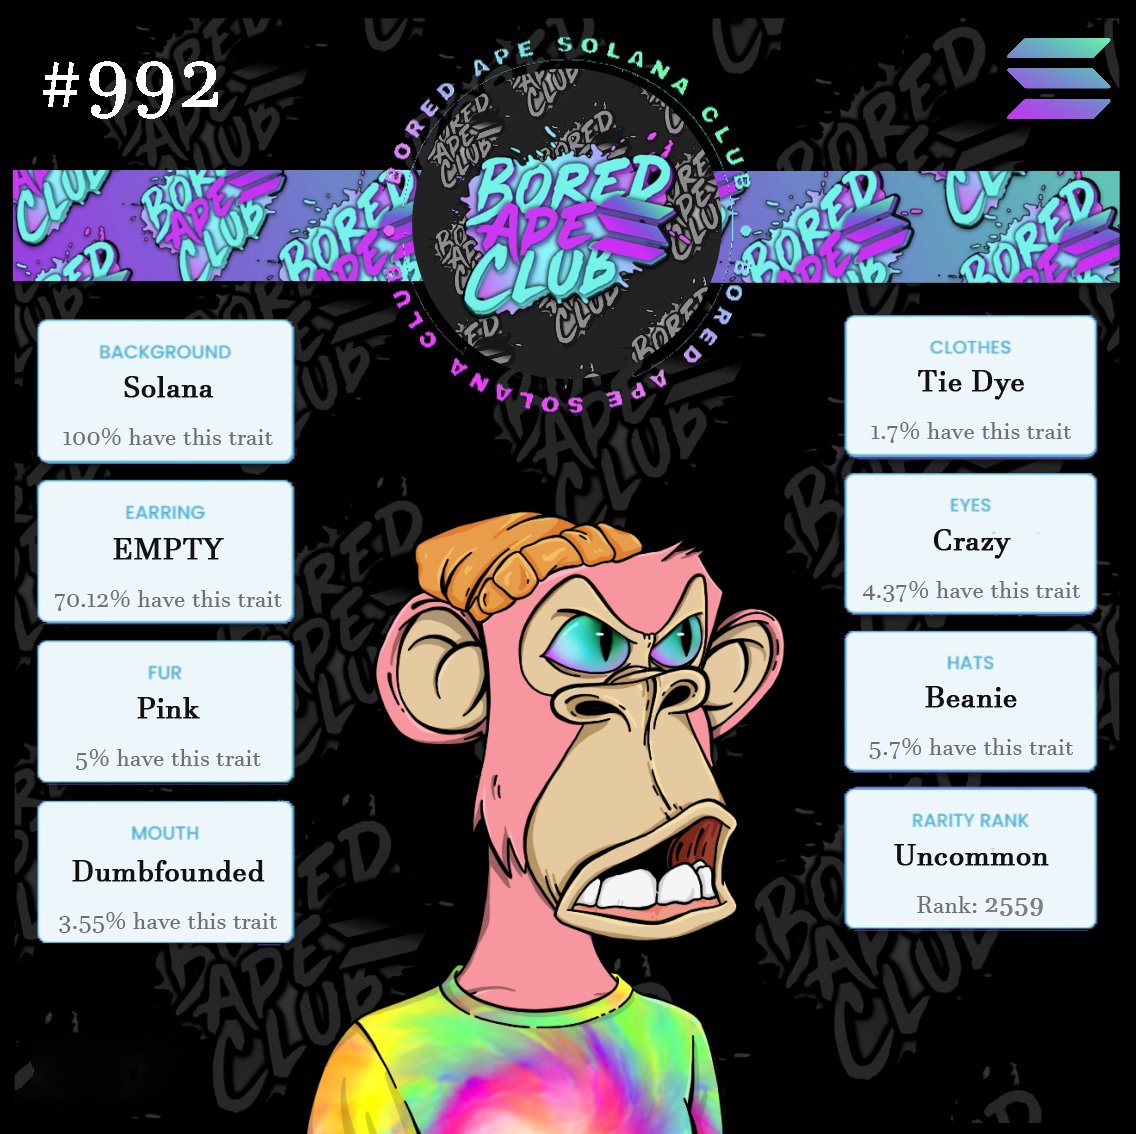 #992
BORED APE SOLANA CLUB
BORED APE SOLANA CLUB
BORED
APE
CLUB
BACKGROUND
Solana
100% have this trait
EARRING
EMPTY
70.12% have this trait
FUR
Pink
5% have this trait
MOUTH
Dumbfounded
3.55% have this trait
CLOTHES
Tie Dye
1.7% have this trait
EYES
Crazy
4.37% have this trait
HATS
Beanie
5.7% have this trait
RARITY RANK
Uncommon
Rank: 2559